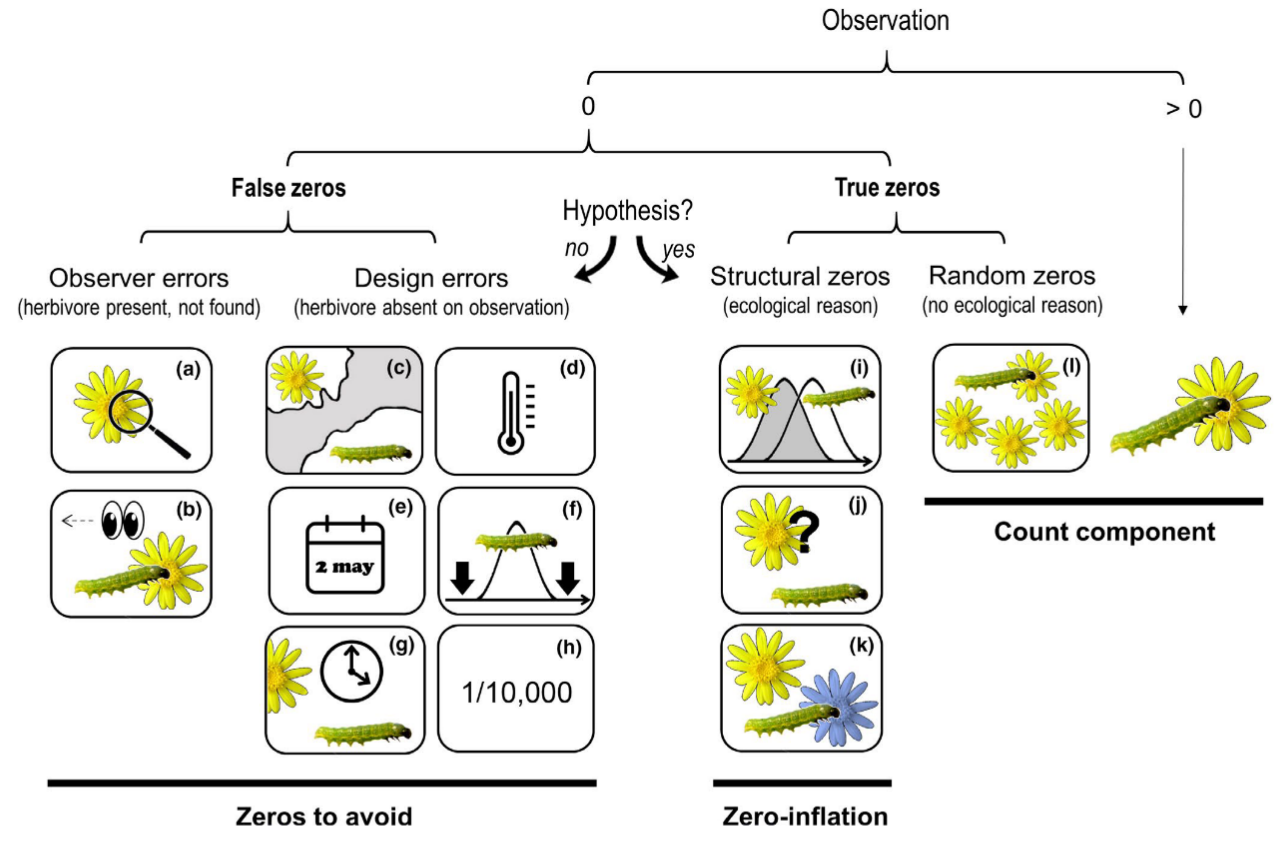 Observation
0
> 0
False zeros
True zeros
Hypothesis?
no
yes
Observer errors
(herbivore present, not found)
Design errors
(herbivore absent on observation)
Structural zeros
(ecological reason)
Random zeros
(no ecological reason)
(a)
(c)
(d)
(i)
(l)
(b)
(e)
2 may
(f)
(j)
(g)
(h)
1/10,000
(k)
Count component
Zeros to avoid
Zero-inflation
?